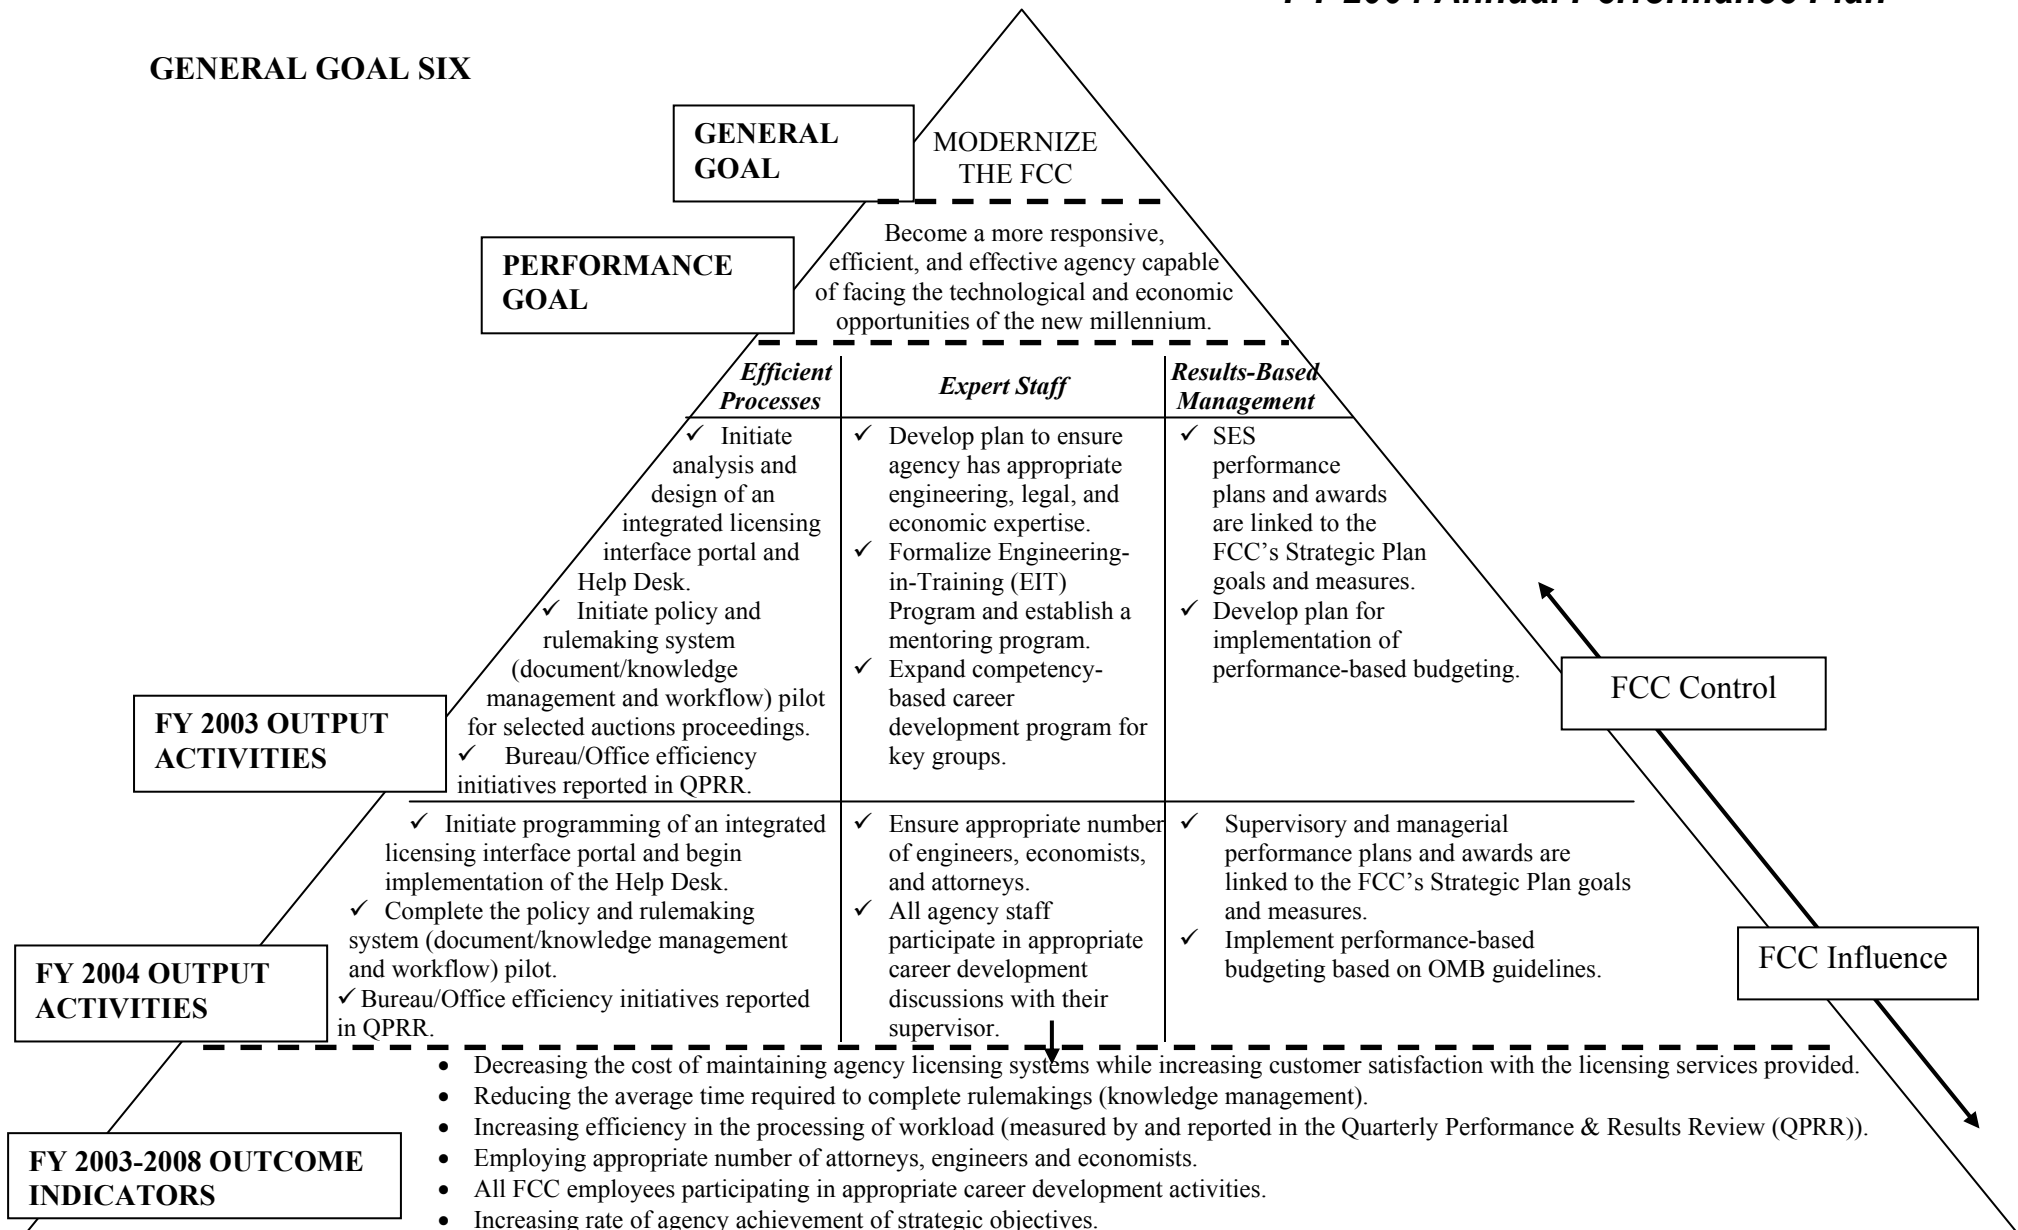 FY 2004 Annual Performance Plan
GENERAL GOAL SIX
GENERAL
GOAL
MODERNIZE
THE FCC
PERFORMANCE
GOAL
Become a more responsive,
efficient, and effective agency capable
of facing the technological and economic
opportunities of the new millennium.
Efficient
Processes
Expert Staff
Results-Based
Management
FY 2003 OUTPUT
ACTIVITIES
✓ Initiate
analysis and
design of an
integrated licensing
interface portal and
Help Desk.
✓ Initiate policy and
rulemaking system
(document/knowledge
management and workflow) pilot
for selected auctions proceedings.
✓ Bureau/Office efficiency
initiatives reported in QPRR.
✓ Develop plan to ensure
agency has appropriate
engineering, legal, and
economic expertise.
✓ Formalize Engineering-
in-Training (EIT)
Program and establish a
mentoring program.
✓ Expand competency-
based career
development program for
key groups.
✓ SES
performance
plans and awards
are linked to the
FCC’s Strategic Plan
goals and measures.
✓ Develop plan for
implementation of
performance-based budgeting.
FCC Control
FY 2004 OUTPUT
ACTIVITIES
✓ Initiate programming of an integrated
licensing interface portal and begin
implementation of the Help Desk.
✓ Complete the policy and rulemaking
system (document/knowledge management
and workflow) pilot.
✓ Bureau/Office efficiency initiatives reported
in QPRR.
✓ Ensure appropriate number
of engineers, economists,
and attorneys.
✓ All agency staff
participate in appropriate
career development
discussions with their
supervisor.
✓ Supervisory and managerial
performance plans and awards are
linked to the FCC’s Strategic Plan goals
and measures.
✓ Implement performance-based
budgeting based on OMB guidelines.
FCC Influence
FY 2003-2008 OUTCOME
INDICATORS
• Decreasing the cost of maintaining agency licensing systems while increasing customer satisfaction with the licensing services provided.
• Reducing the average time required to complete rulemakings (knowledge management).
• Increasing efficiency in the processing of workload (measured by and reported in the Quarterly Performance & Results Review (QPRR)).
• Employing appropriate number of attorneys, engineers and economists.
• All FCC employees participating in appropriate career development activities.
• Increasing rate of agency achievement of strategic objectives.